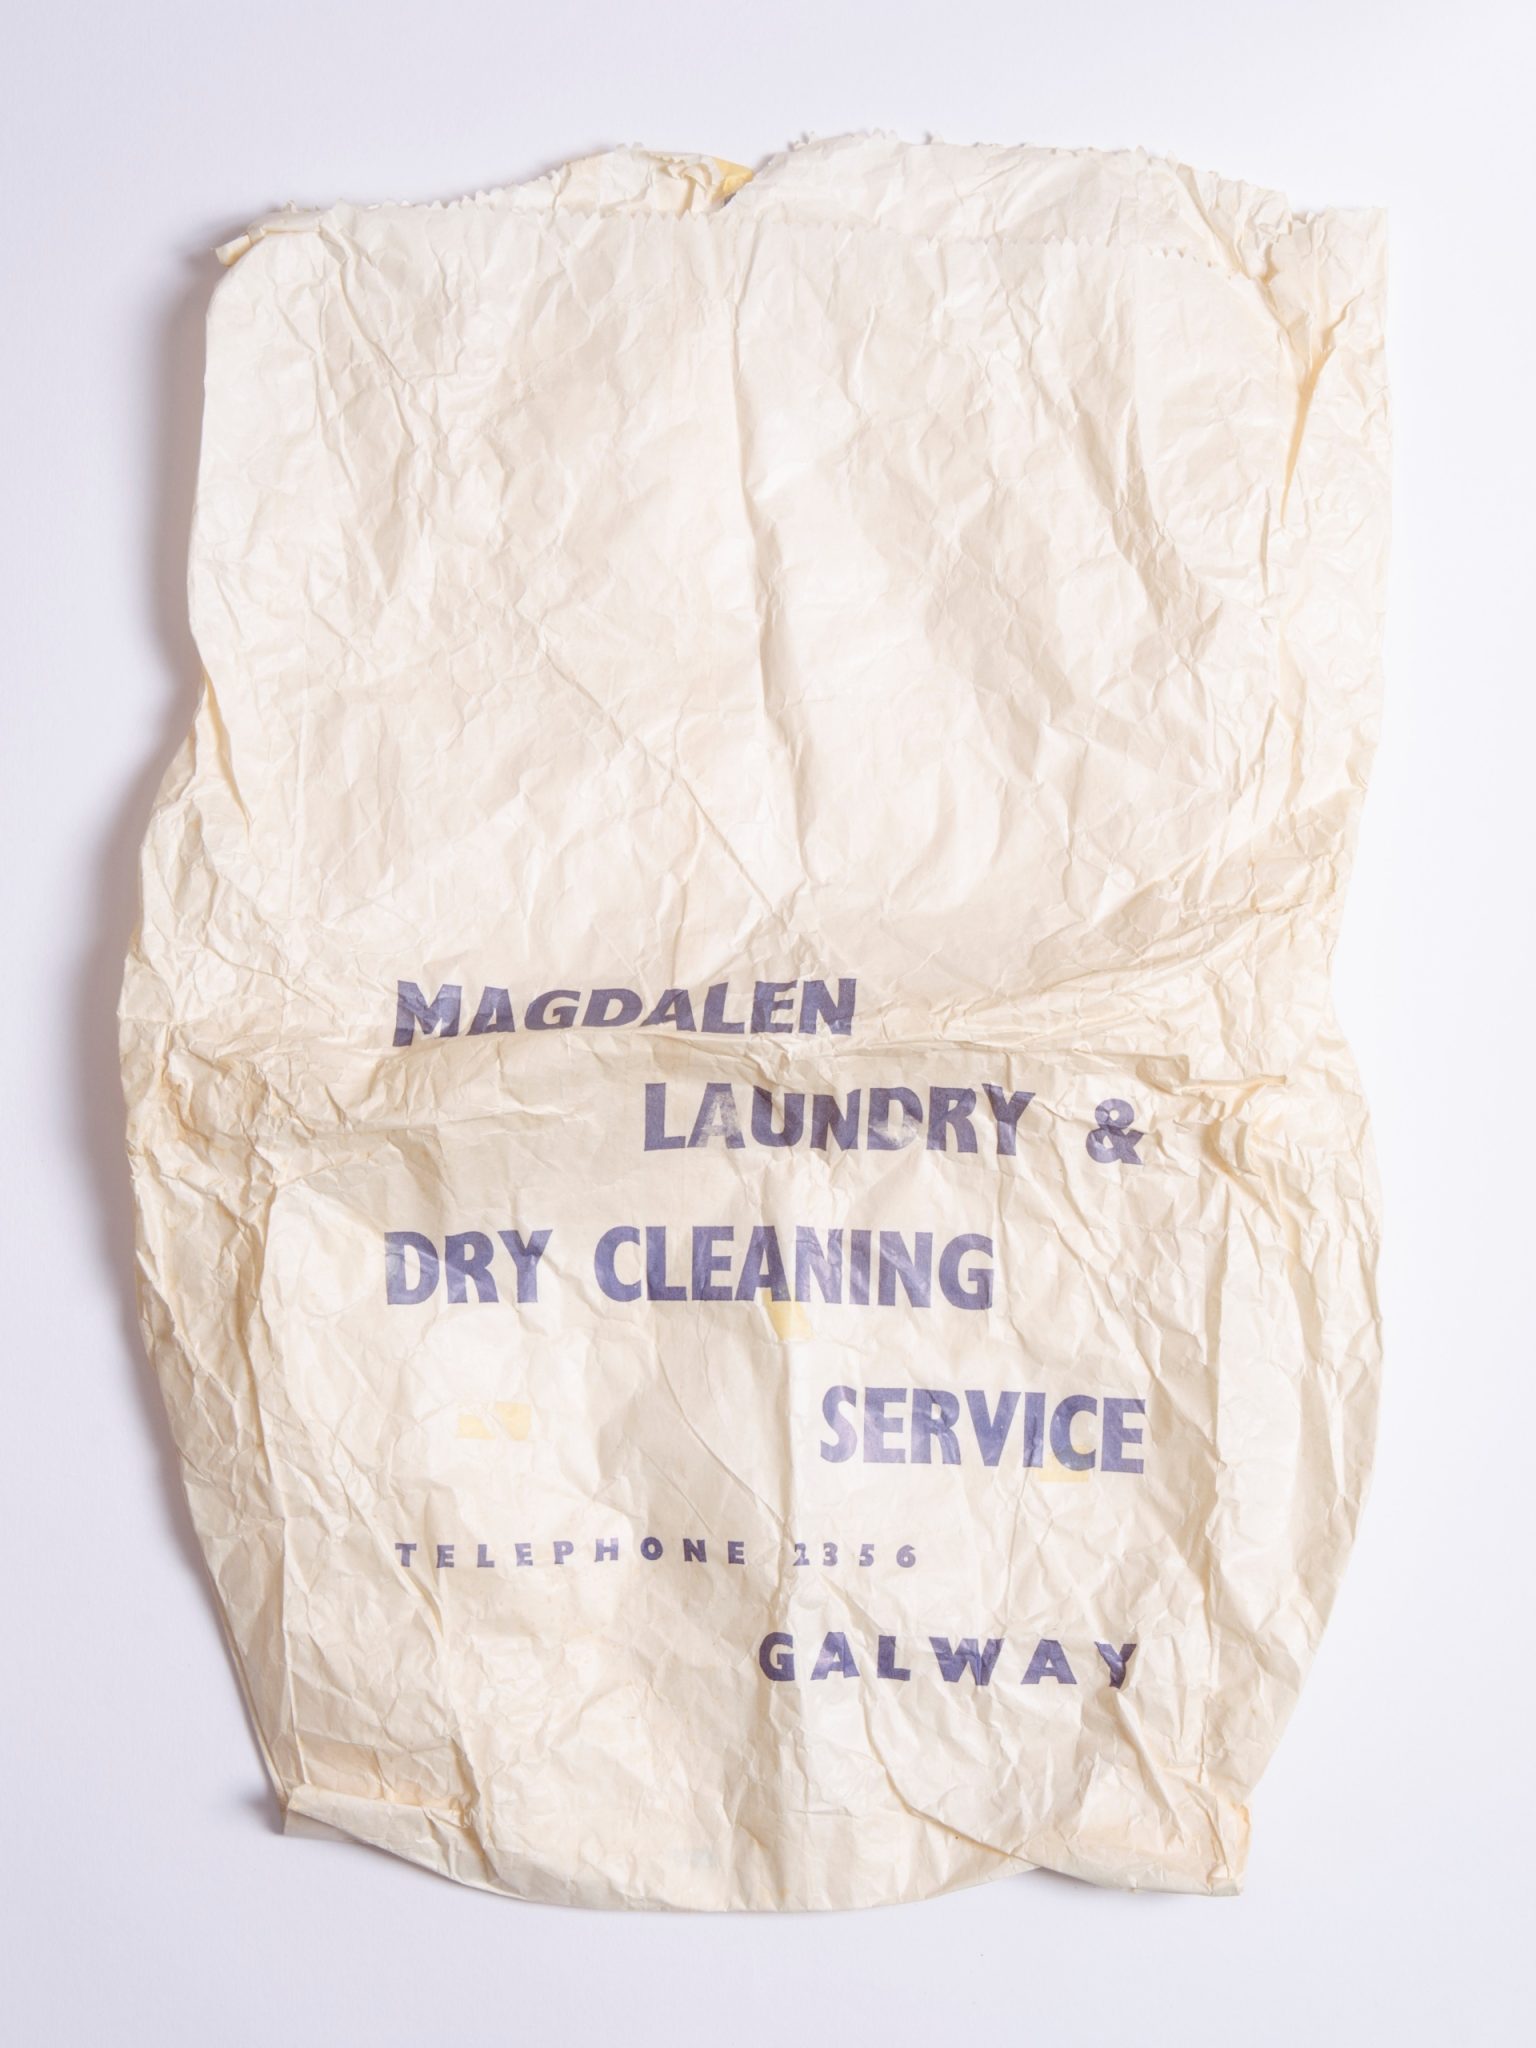 MAGDALEN
LAUNDRY &
DRY CLEANING
SERVICE
TELEPHONE 2356
GALWAY